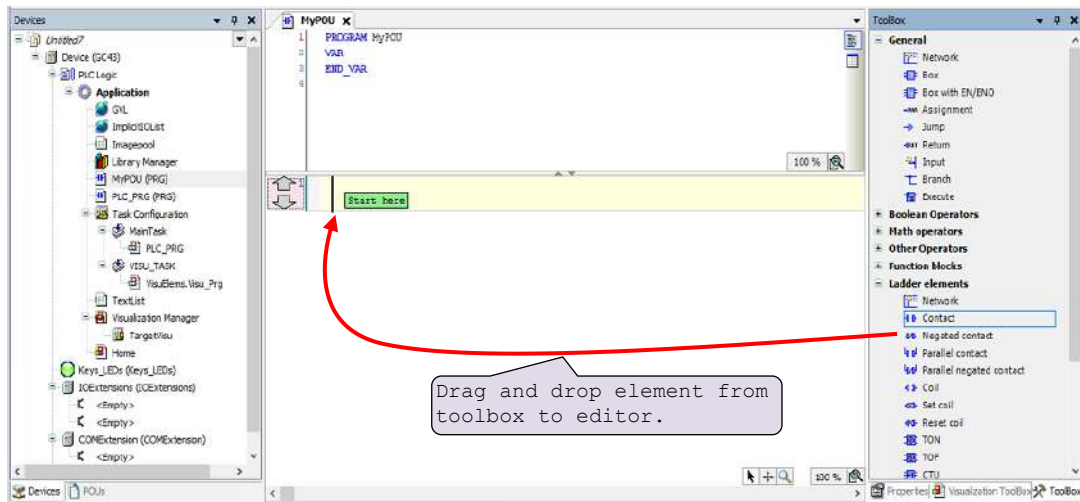 Devices
Untitled7
Device (GC43)
PLC Logic
Application
GVL
ImplicitIOList
Imagepool
Library Manager
MyPOU (PRG)
PLC_PRG (PRG)
Task Configuration
MainTask
PLC_PRG
VISU_TASK
VisuElems.Visu_Prg
TextList
Visualization Manager
TargetVisu
Home
Keys_LEDs (Keys_LEDs)
IOExtensions (IOExtensions)
<Empty>
<Empty>
COMExtension (COMExtension)
<Empty>
Devices
POUs
MyPOU
1 PROGRAM MyPOU
2 VAR
3 END_VAR
4
100 %
1
Start here
Drag and drop element from
toolbox to editor.
100 %
ToolBox
General
Network
Box
Box with EN/ENO
Assignment
Jump
Return
Input
Branch
Execute
Boolean Operators
Math operators
Other Operators
Function blocks
Ladder elements
Network
Contact
Negated contact
Parallel contact
Parallel negated contact
Coil
Set coil
Reset coil
TON
TOF
CTU
Properties
Visualization ToolBox
ToolBox